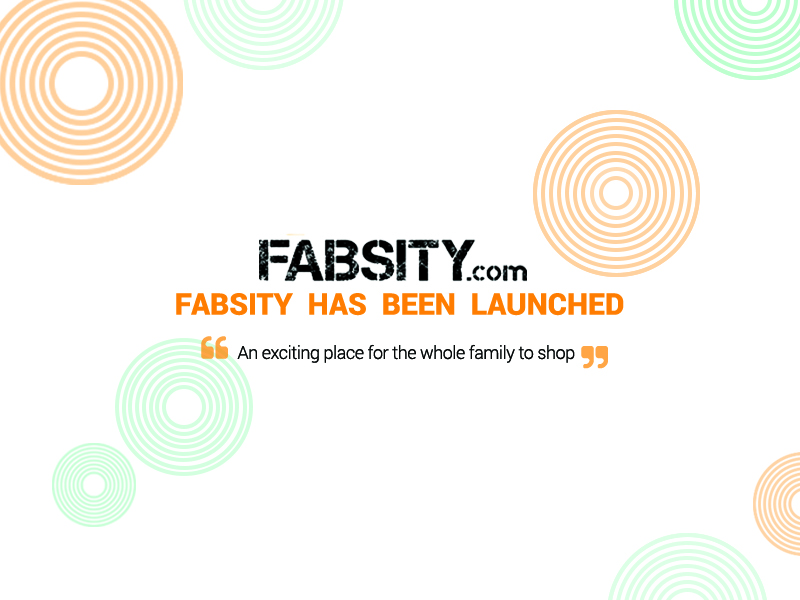 FABSITY.com
FABSITY HAS BEEN LAUNCHED
“ An exciting place for the whole family to shop ”